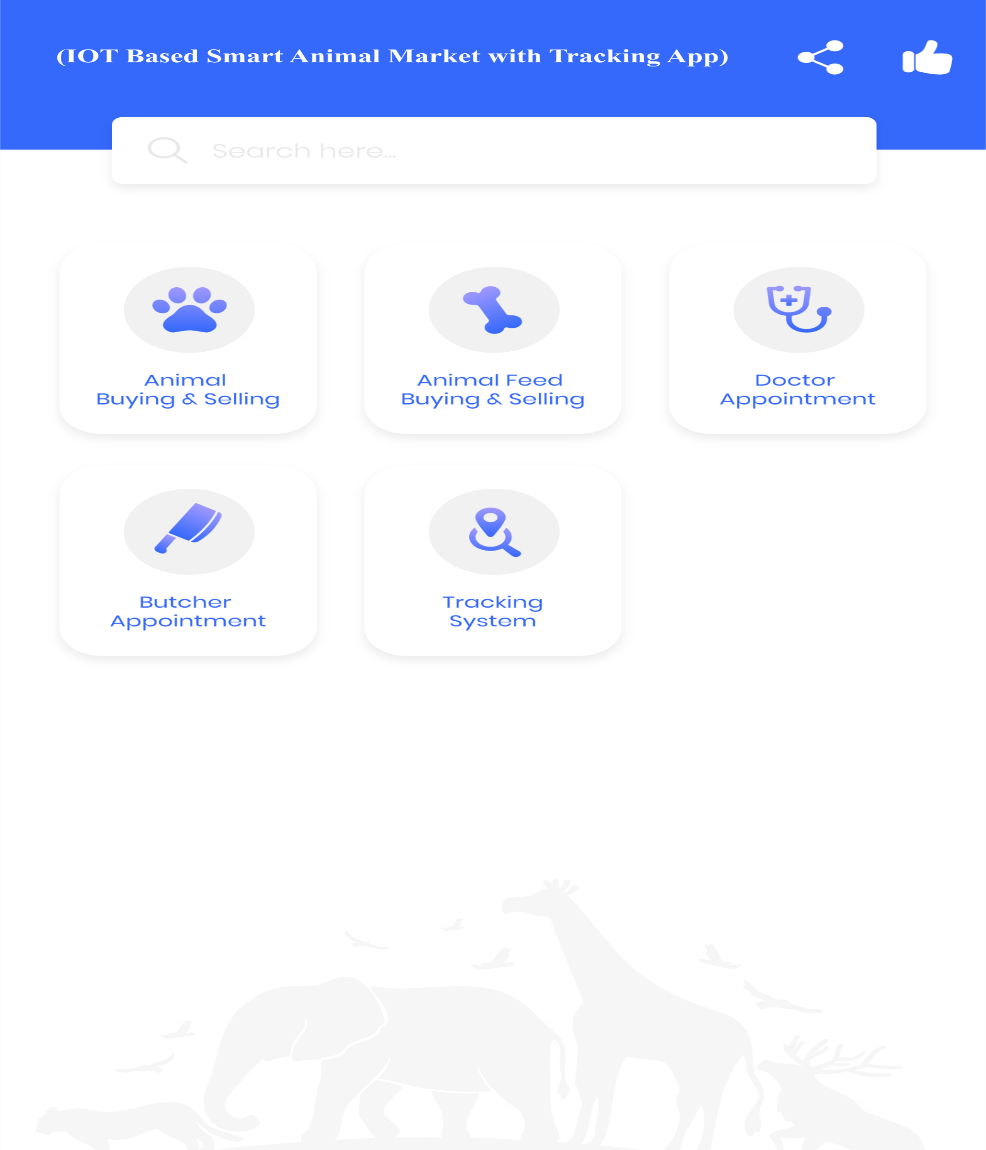 (IOT Based Smart Animal Market with Tracking App)
Search here...
Animal
Buying & Selling
Animal Feed
Buying & Selling
Doctor
Appointment
Butcher
Appointment
Tracking
System